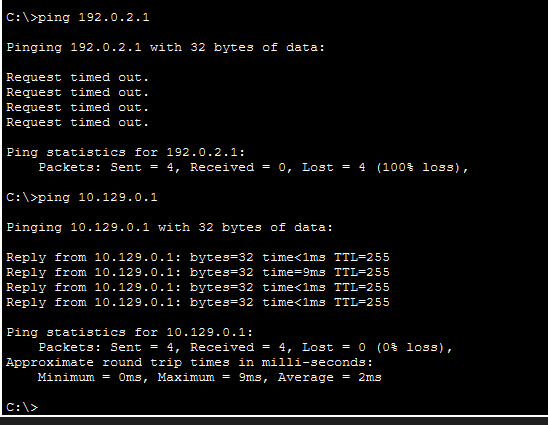 C:\>ping 192.0.2.1
Pinging 192.0.2.1 with 32 bytes of data:
Request timed out.
Request timed out.
Request timed out.
Request timed out.
Ping statistics for 192.0.2.1:
    Packets: Sent = 4, Received = 0, Lost = 4 (100% loss),
C:\>ping 10.129.0.1
Pinging 10.129.0.1 with 32 bytes of data:
Reply from 10.129.0.1: bytes=32 time<1ms TTL=255
Reply from 10.129.0.1: bytes=32 time=9ms TTL=255
Reply from 10.129.0.1: bytes=32 time<1ms TTL=255
Reply from 10.129.0.1: bytes=32 time<1ms TTL=255
Ping statistics for 10.129.0.1:
    Packets: Sent = 4, Received = 4, Lost = 0 (0% loss),
Approximate round trip times in milli-seconds:
    Minimum = 0ms, Maximum = 9ms, Average = 2ms
C:\>